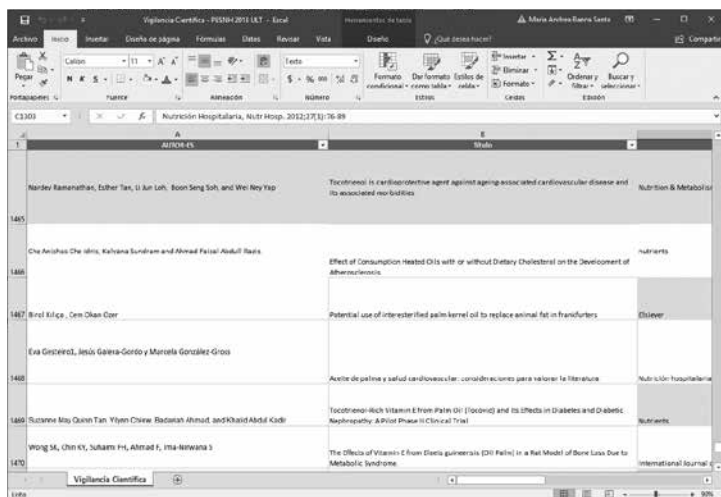 Vigilancia Científica - PESNH 2018 ULT - Excel
Herramientas de tabla
Archivo Inicio Insertar Diseño de página Fórmulas Datos Revisar Vista Diseño ¿Qué desea hacer? Compartir
Pegar
Calibri 11
N K S
Texto
Formato condicional
Dar formato como tabla
Estilos de celda
Insertar
Eliminar
Formato
Ordenar y filtrar
Buscar y seleccionar
Portapapeles Fuente Alineación Número Estilos Celdas Edición
C1303 Nutrición Hospitalaria, Nutr Hosp. 2012;27(1):76-89
A
1 AUTOR-ES Título
1465 Nardev Ramanathan, Esther Tan, Li Jun Loh, Boon Seng Soh, and Wei Ney Yap
Tocotrienol is cardioprotective agent against ageing-associated cardiovascular disease and
its associated morbidities
Nutrition & Metabolism
1466 Che Anishas Che Idris, Kalyana Sundram and Ahmad Faizal Abdull Razis
Effect of Consumption Heated Oils with or without Dietary Cholesterol on the Development of
Atherosclerosis
nutrients
1467 Birol Kılıça , Cem Okan Ozer
Potential use of interesterified palm kernel oil to replace animal fat in frankfurters
Elsiever
1468 Eva Gesteiro1, Jesús Galera-Gordo y Marcela González-Gross
Aceite de palma y salud cardiovascular: consideraciones para valorar la literatura
Nutrición hospitalaria
1469 Suzanne May Quinn Tan, Yilynn Chiew, Badariah Ahmad, and Khalid Abdul Kadir
Tocotrienol-Rich Vitamin E from Palm Oil (Tocovid) and Its Effects in Diabetes and Diabetic
Nephropathy: A Pilot Phase II Clinical Trial
Nutrients
1470 Wong SK, Chin KY, Suhaimi FH, Ahmad F, Ima-Nirwana S
The Effects of Vitamin E from Elaeis guineensis (Oil Palm) in a Rat Model of Bone Loss Due to
Metabolic Syndrome.
International Journal
Vigilancia Científica
Listo 90%